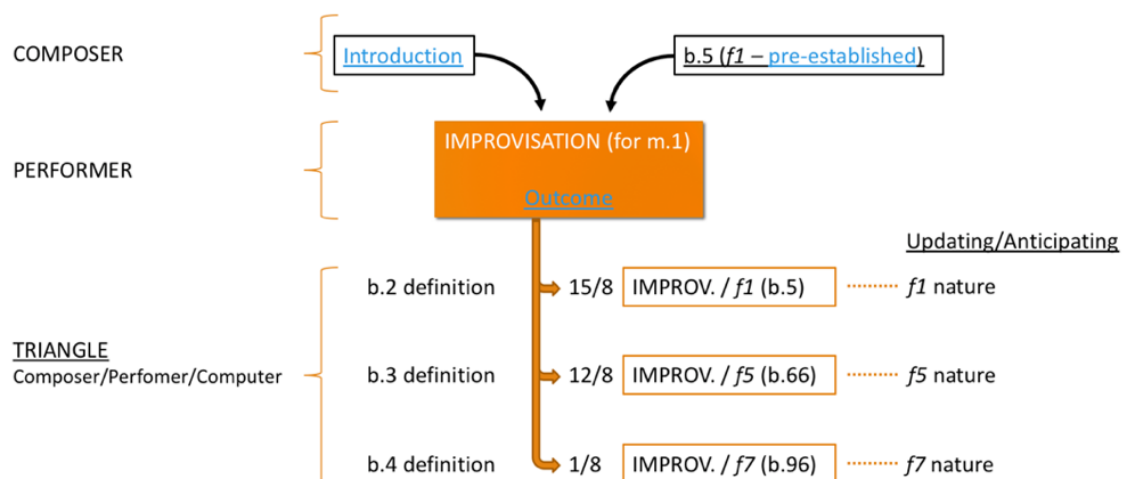 COMPOSER
Introduction
b.5 (f1 – pre-established)
PERFORMER
IMPROVISATION (for m.1)
Outcome
Updating/Anticipating
b.2 definition 15/8 IMPROV. / f1 (b.5) f1 nature
TRIANGLE
Composer/Perfomer/Computer
b.3 definition 12/8 IMPROV. / f5 (b.66) f5 nature
b.4 definition 1/8 IMPROV. / f7 (b.96) f7 nature